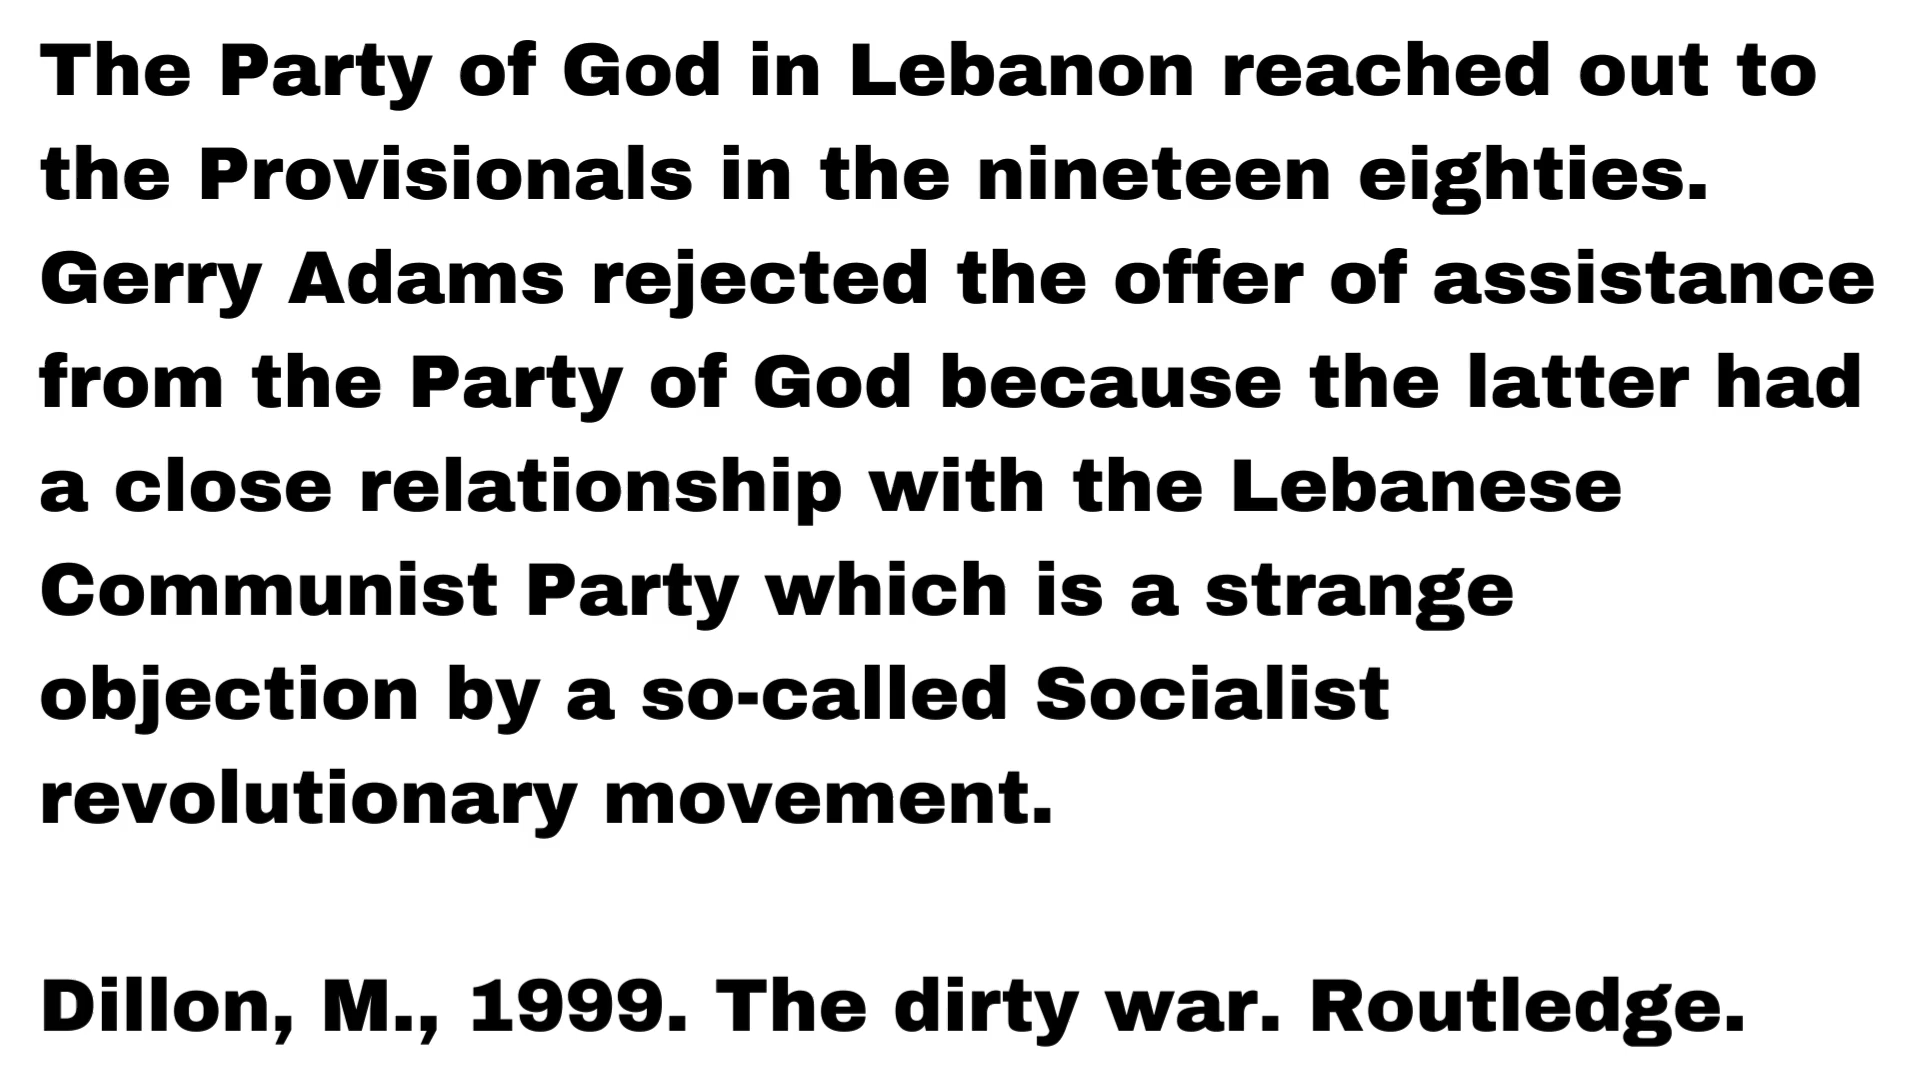 The Party of God in Lebanon reached out to
the Provisionals in the nineteen eighties.
Gerry Adams rejected the offer of assistance
from the Party of God because the latter had
a close relationship with the Lebanese
Communist Party which is a strange
objection by a so-called Socialist
revolutionary movement.
Dillon, M., 1999. The dirty war. Routledge.